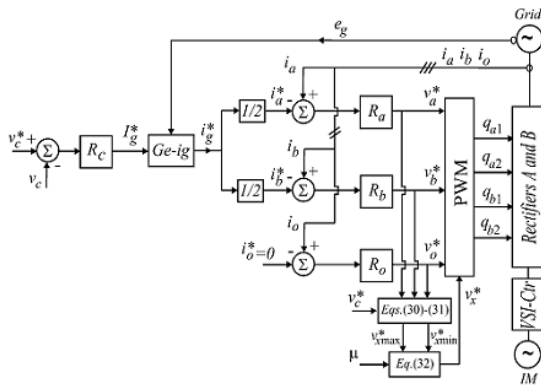 Grid
e_g
i_a i_b i_o
i_a
1/2
i_a^* -
+
Σ
R_a
v_a^*
v_c^* +
Σ
-
v_c
R_c
I_g^*
Ge-ig
i_g^*
i_b
1/2
i_b^* -
+
Σ
R_b
v_b^*
i_o
i_o^*=0
-
+
Σ
R_o
v_o^*
PWM
q_a1
q_a2
q_b1
q_b2
Rectifiers A and B
v_c^*
Eqs.(30)-(31)
v_x^*
v_xmax^*
v_xmin^*
μ
Eq.(32)
VSI-Ctr
IM